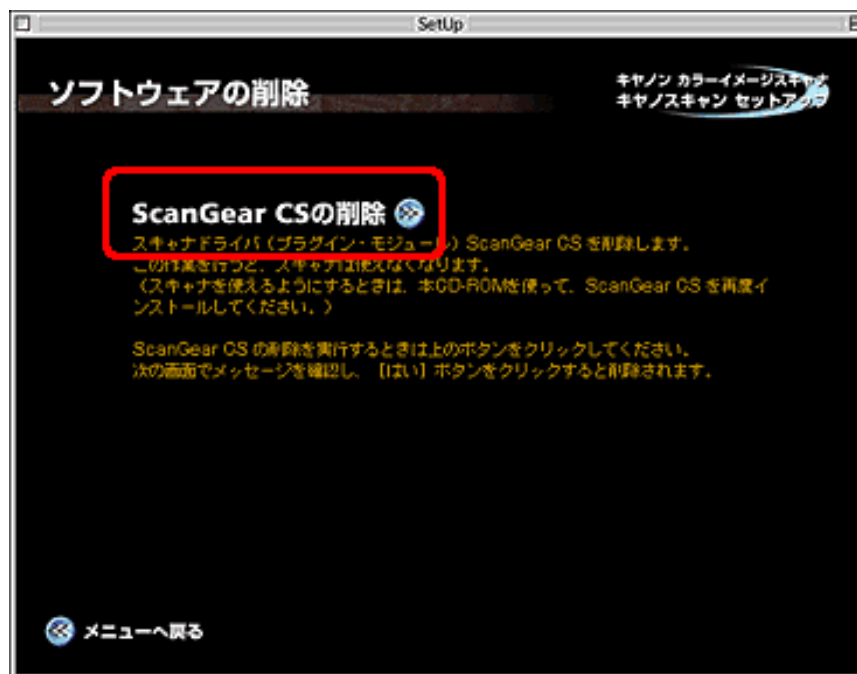 SetUp
ソフトウェアの削除
キヤノン カラーイメージスキャナ
キヤノスキャン セットアップ
ScanGear CSの削除
スキャナドライバ（プラグイン・モジュール）ScanGear CS を削除します。
この作業を行うと、スキャナは使えなくなります。
（スキャナを使えるようにするときは、本CD-ROMを使って、ScanGear CS を再度イ
ンストールしてください。）
ScanGear CS の削除を実行するときは上のボタンをクリックしてください。
次の画面でメッセージを確認し、［はい］ボタンをクリックすると削除されます。
メニューへ戻る